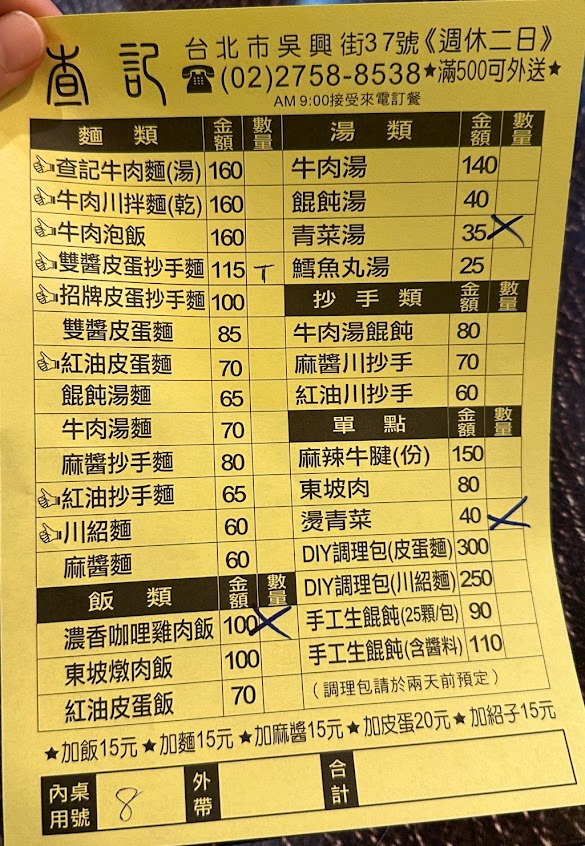 查記
台北市吳興街37號《週休二日》
☎(02)2758-8538★滿500可外送★
AM 9:00接受來電訂餐
麵類 金額 數量
查記牛肉麵(湯) 160
牛肉川拌麵(乾) 160
牛肉泡飯 160
雙醬皮蛋抄手麵 115 T
招牌皮蛋抄手麵 100
雙醬皮蛋麵 85
紅油皮蛋麵 70
餛飩湯麵 65
牛肉湯麵 70
麻醬抄手麵 80
紅油抄手麵 65
川紹麵 60
麻醬麵 60
飯類 金額 數量
濃香咖哩雞肉飯 100 X
東坡燉肉飯 100
紅油皮蛋飯 70
湯類 金額 數量
牛肉湯 140
餛飩湯 40
青菜湯 35 X
鱈魚丸湯 25
抄手類 金額 數量
牛肉湯餛飩 80
麻醬川抄手 70
紅油川抄手 60
單點 金額 數量
麻辣牛腱(份) 150
東坡肉 80
燙青菜 40 X
DIY調理包(皮蛋麵) 300
DIY調理包(川紹麵) 250
手工生餛飩(25顆/包) 90
手工生餛飩(含醬料) 110
(調理包請於兩天前預定)
★加飯15元★加麵15元★加麻醬15元★加皮蛋20元★加紹子15元
內用桌號 8 外帶 合計